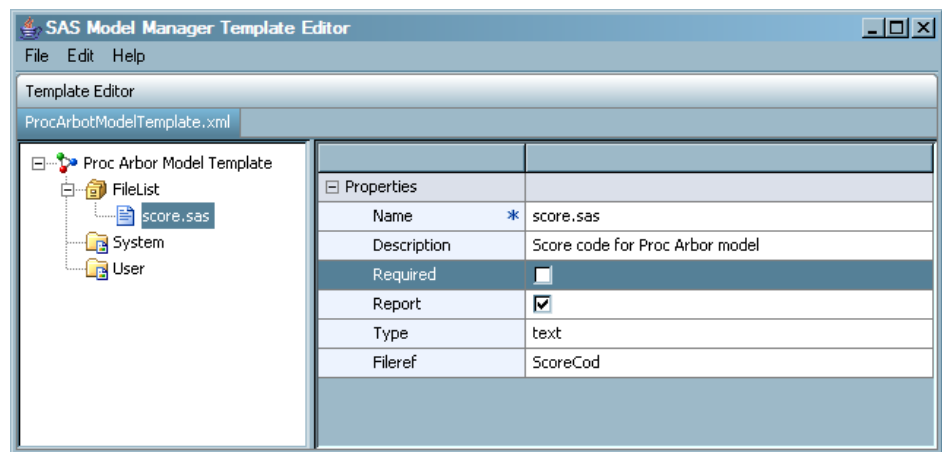 SAS Model Manager Template Editor
File Edit Help
Template Editor
ProcArbotModelTemplate.xml
Proc Arbor Model Template
FileList
score.sas
System
User
Properties
Name * score.sas
Description Score code for Proc Arbor model
Required
Report
Type text
Fileref ScoreCod